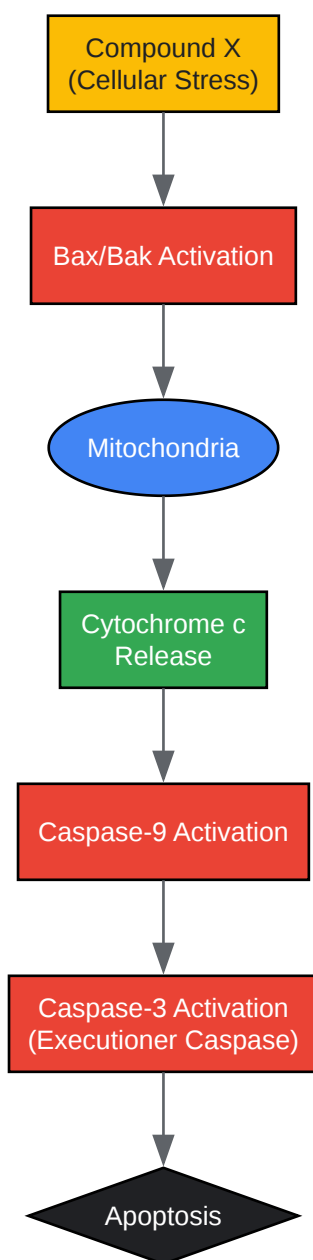 Compound X
(Cellular Stress)
Bax/Bak Activation
Mitochondria
Cytochrome c
Release
Caspase-9 Activation
Caspase-3 Activation
(Executioner Caspase)
Apoptosis